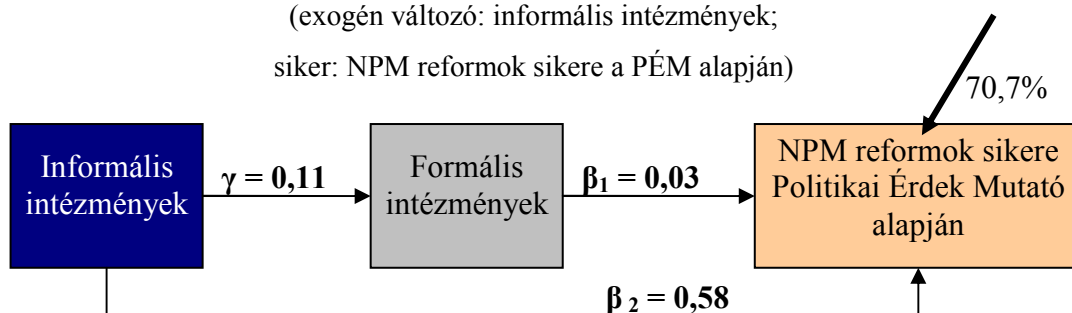 (exogén változó: informális intézmények;
siker: NPM reformok sikere a PÉM alapján)
70,7%
Informális
intézmények
γ = 0,11
Formális
intézmények
β₁ = 0,03
NPM reformok sikere
Politikai Érdek Mutató
alapján
β ₂ = 0,58